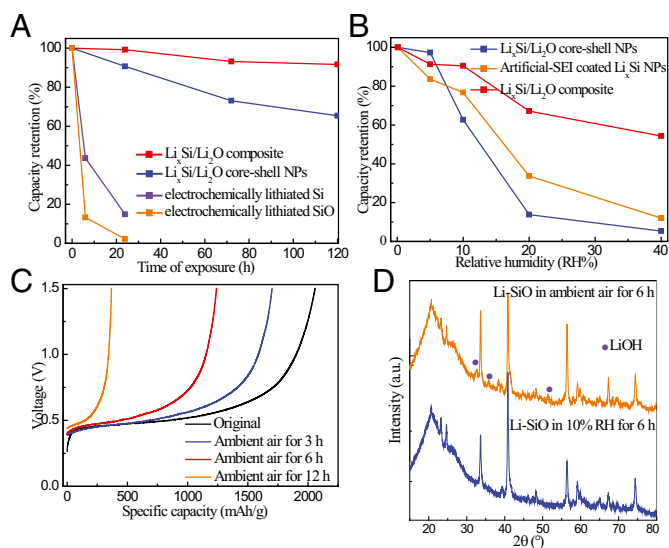 A
100
80
60
40
20
0
Capacity retention (%)
LiₓSi/Li₂O composite
LiₓSi/Li₂O core-shell NPs
electrochemically lithiated Si
electrochemically lithiated SiO
0 20 40 60 80 100 120
Time of exposure (h)
B
100.0
80.0
60.0
40.0
20.0
0.0
Capacity retention (%)
LiₓSi/Li₂O core-shell NPs
Artificial-SEI coated LiₓSi NPs
LiₓSi/Li₂O composite
0 10 20 30 40
Relative humidity (RH%)
C
1.5
1.0
0.5
0.0
Voltage (V)
Original
Ambient air for 3 h
Ambient air for 6 h
Ambient air for 12 h
0 500 1000 1500 2000
Specific capacity (mAh/g)
D
Intensity (a.u.)
Li-SiO in ambient air for 6 h
LiOH
Li-SiO in 10% RH for 6 h
20 30 40 50 60 70 80
2θ (°)